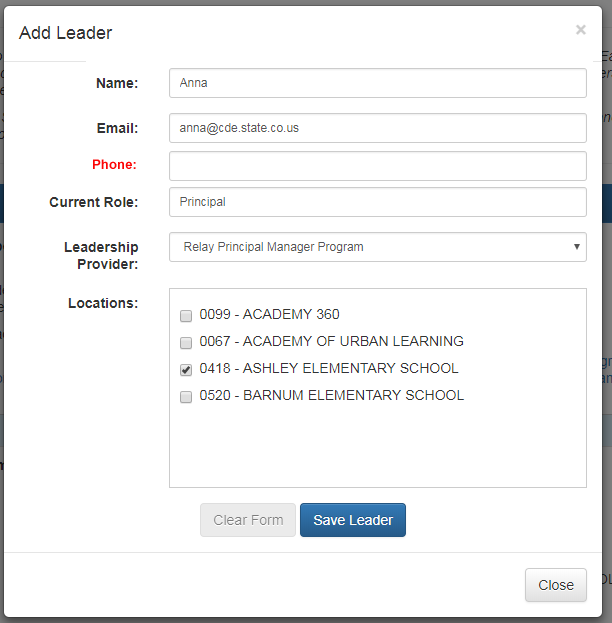 Add Leader
×
Name:
Anna
Email:
anna@cde.state.co.us
Phone:
Current Role:
Principal
Leadership
Provider:
Relay Principal Manager Program
Locations:
0099 - ACADEMY 360
0067 - ACADEMY OF URBAN LEARNING
0418 - ASHLEY ELEMENTARY SCHOOL
0520 - BARNUM ELEMENTARY SCHOOL
Clear Form
Save Leader
Close